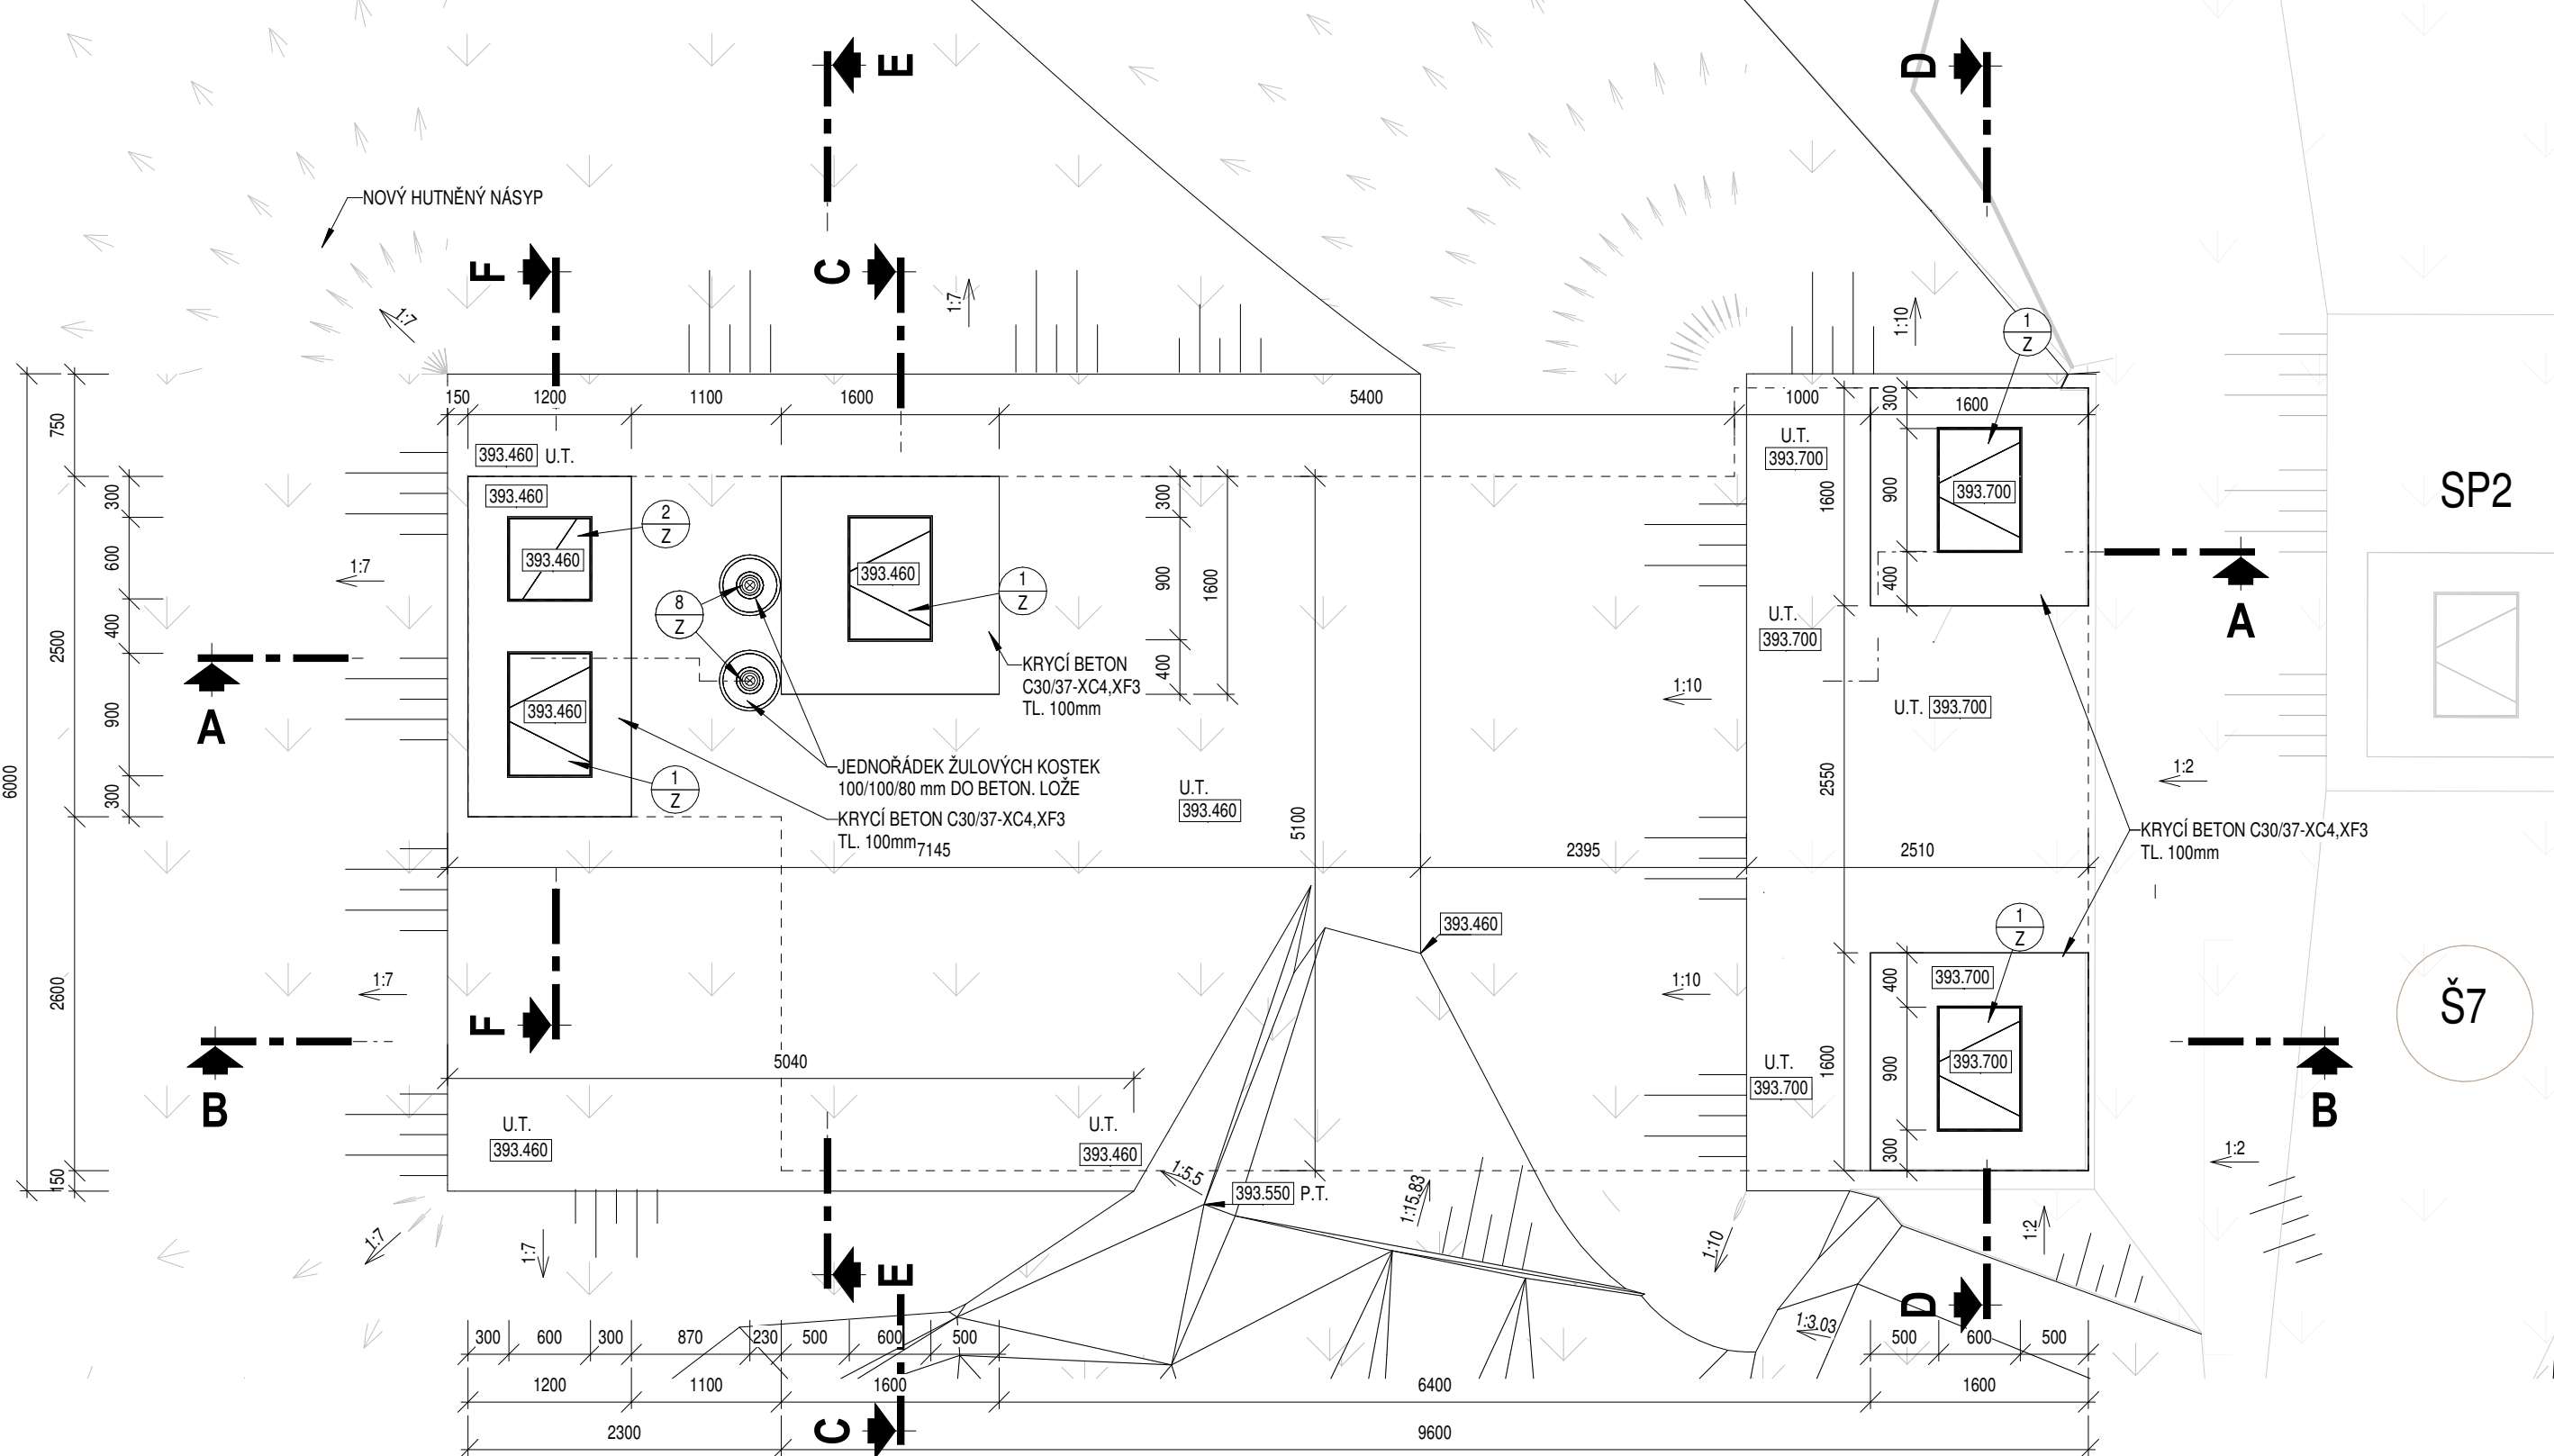 E
D
NOVÝ HUTNĚNÝ NÁSYP
F
C
1:7
1:7
1:10
1
Z
150
1200
1100
1600
5400
1000
300
1600
750
393.460 U.T.
U.T.
393.700
393.460
2
Z
300
300
1600
900
393.700
SP2
393.460
393.460
1
Z
600
1:7
900
1600
400
8
Z
U.T.
393.700
A
400
2500
KRYCÍ BETON
C30/37-XC4,XF3
TL. 100mm
400
1:10
U.T. 393.700
393.460
900
A
6000
JEDNOŘÁDEK ŽULOVÝCH KOSTEK
100/100/80 mm DO BETON. LOŽE
1
Z
300
U.T.
393.460
2550
1:2
5100
KRYCÍ BETON C30/37-XC4,XF3
TL. 100mm
KRYCÍ BETON C30/37-XC4,XF3
TL. 100mm
7145
2395
2510
393.460
1
Z
1:7
2600
1:10
400
393.700
Š7
F
B
5040
U.T.
393.700
1600
900
393.700
B
U.T.
393.460
U.T.
393.460
300
1:2
150
1:5.5
393.550 P.T.
1:15.83
1:7
1:7
1:10
1:2
E
D
1:3.03
300
600
300
870
230
500
600
500
500
600
500
1200
1100
1600
6400
1600
C
2300
9600